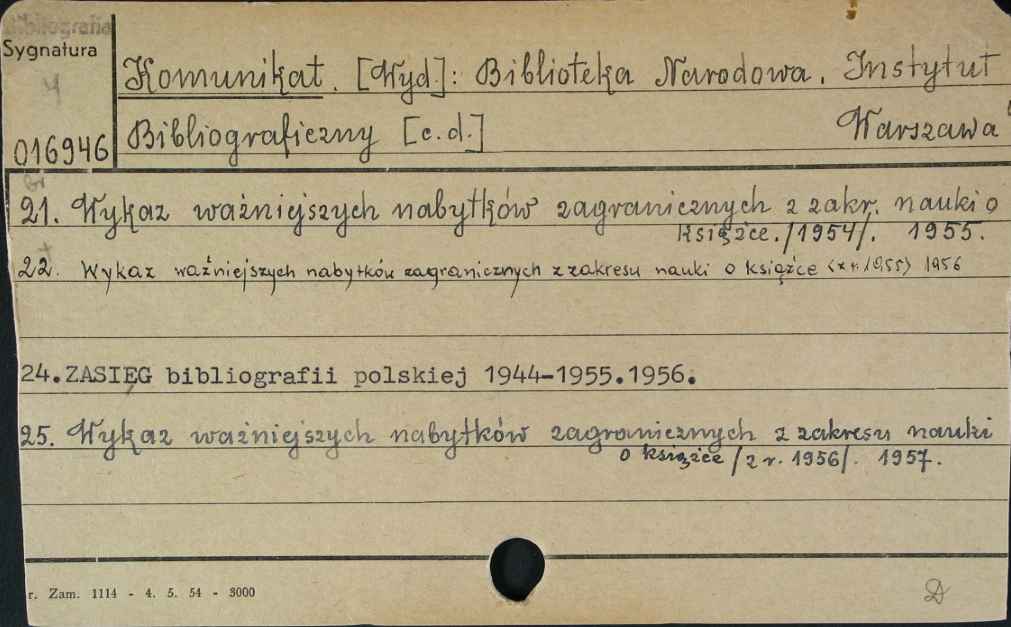 Bibliografia
Sygnatura
4
016946
Komunikat. [Wyd]: Biblioteka Narodowa. Instytut
Bibliograficzny [c.d.] Warszawa
21. Wykaz ważniejszych nabytków zagranicznych z zakr. nauki o
książce. /1954/. 1955.
22. Wykaz ważniejszych nabytków zagranicznych z zakresu nauki o książce (z r. 1955) 1956
24. ZASIĘG bibliografii polskiej 1944-1955.1956.
25. Wykaz ważniejszych nabytków zagranicznych z zakresu nauki
o książce /z r. 1956/. 1957.
r. Zam. 1114 - 4. 5. 54 - 3000